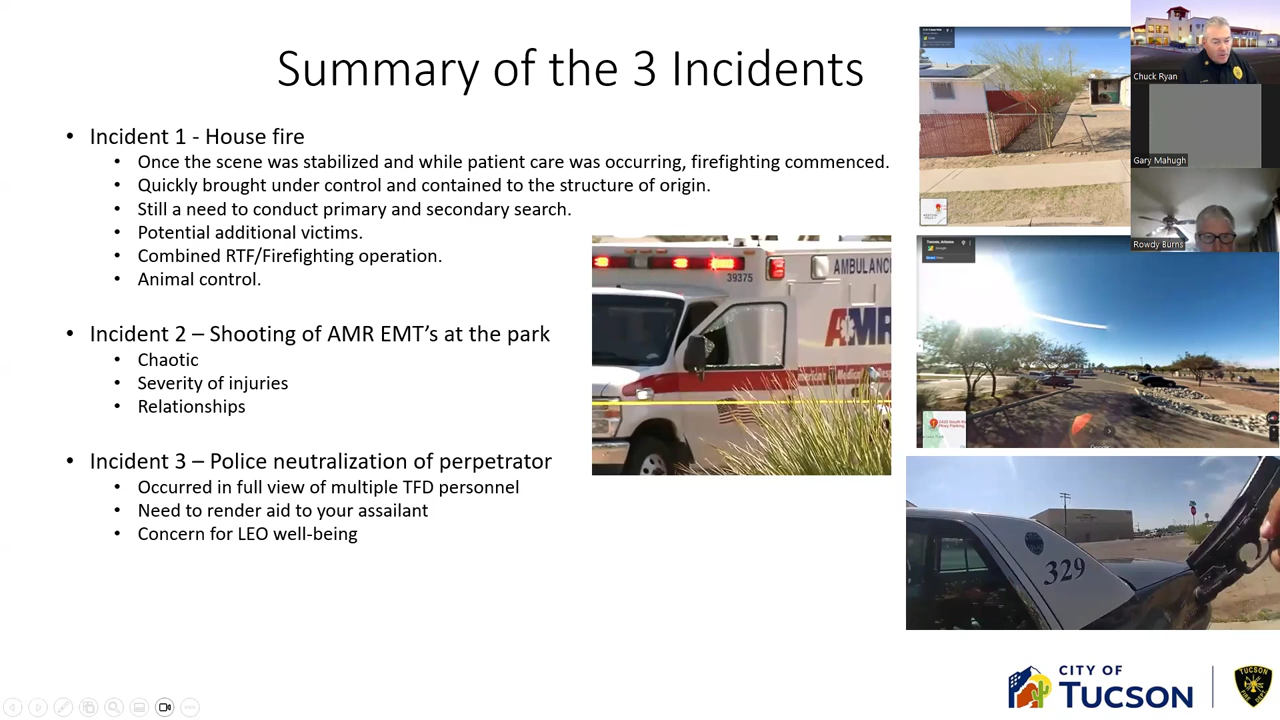 Summary of the 3 Incidents
• Incident 1 - House fire
• Once the scene was stabilized and while patient care was occurring, firefighting commenced.
• Quickly brought under control and contained to the structure of origin.
• Still a need to conduct primary and secondary search.
• Potential additional victims.
• Combined RTF/Firefighting operation.
• Animal control.
• Incident 2 – Shooting of AMR EMT’s at the park
• Chaotic
• Severity of injuries
• Relationships
• Incident 3 – Police neutralization of perpetrator
• Occurred in full view of multiple TFD personnel
• Need to render aid to your assailant
• Concern for LEO well-being
39375
AMBULANC
AMR
Chuck Ryan
Gary Mahugh
Rowdy Burns
Tucson, Arizona
Google
329
CITY OF
TUCSON
TUCSON